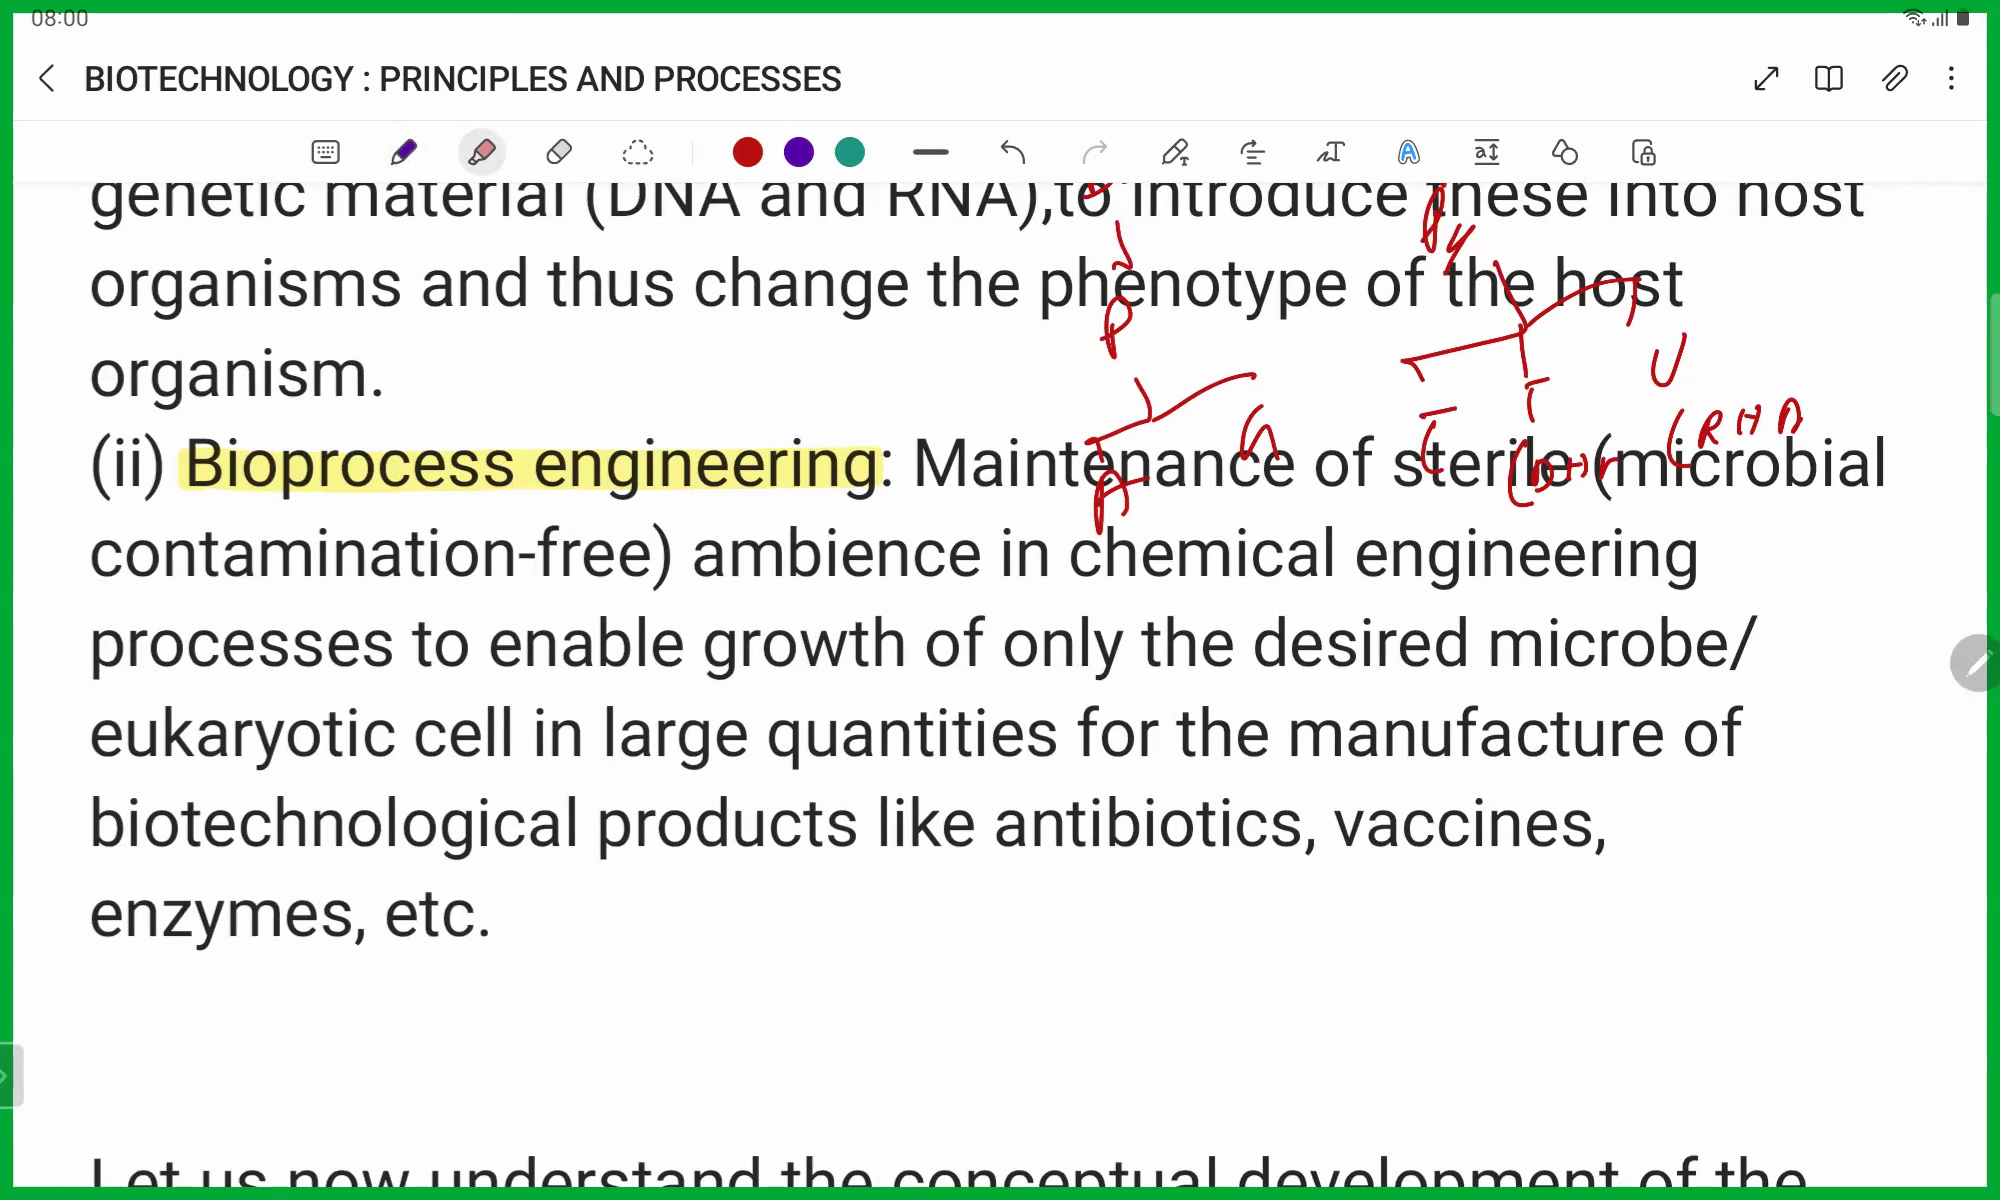 08:00
BIOTECHNOLOGY : PRINCIPLES AND PROCESSES
genetic material (DNA and RNA),to introduce these into host
organisms and thus change the phenotype of the host
organism.
(ii) Bioprocess engineering: Maintenance of sterile (microbial
contamination-free) ambience in chemical engineering
processes to enable growth of only the desired microbe/
eukaryotic cell in large quantities for the manufacture of
biotechnological products like antibiotics, vaccines,
enzymes, etc.
Let us now understand the conceptual development of the
P
A G
C T U